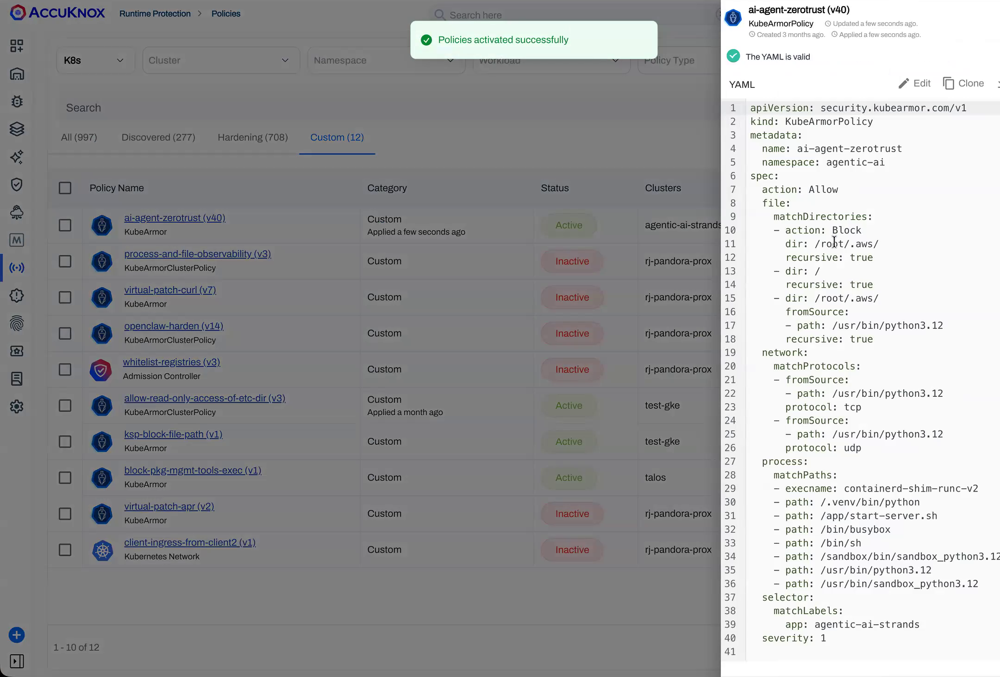 ACCUKNOX
Runtime Protection > Policies
Search here
Policies activated successfully
K8s
Cluster
Namespace
Workload
Policy Type
Search
All (997)
Discovered (277)
Hardening (708)
Custom (12)
Policy Name
Category
Status
Clusters
ai-agent-zerotrust (v40)
KubeArmor
Custom
Applied a few seconds ago
Active
agentic-ai-strands
process-and-file-observability (v3)
KubeArmorClusterPolicy
Custom
Inactive
rj-pandora-prox
virtual-patch-curl (v7)
KubeArmor
Custom
Inactive
rj-pandora-prox
openclaw-harden (v14)
KubeArmorClusterPolicy
Custom
Inactive
rj-pandora-prox
whitelist-registries (v3)
Admission Controller
Custom
Inactive
rj-pandora-prox
allow-read-only-access-of-etc-dir (v3)
KubeArmorClusterPolicy
Custom
Applied a month ago
Active
test-gke
ksp-block-file-path (v1)
KubeArmor
Custom
Active
test-gke
block-pkg-mgmt-tools-exec (v1)
KubeArmor
Custom
Active
talos
virtual-patch-apr (v2)
KubeArmor
Custom
Inactive
rj-pandora-prox
client-ingress-from-client2 (v1)
Kubernetes Network
Custom
Inactive
rj-pandora-prox
1 - 10 of 12
ai-agent-zerotrust (v40)
KubeArmorPolicy
Updated a few seconds ago.
Created 3 months ago.
Applied a few seconds ago.
The YAML is valid
YAML
Edit
Clone
1 apiVersion: security.kubearmor.com/v1
2 kind: KubeArmorPolicy
3 metadata:
4   name: ai-agent-zerotrust
5   namespace: agentic-ai
6 spec:
7   action: Allow
8   file:
9     matchDirectories:
10     - action: Block
11       dir: /root/.aws/
12       recursive: true
13     - dir: /
14       recursive: true
15     - dir: /root/.aws/
16       fromSource:
17       - path: /usr/bin/python3.12
18       recursive: true
19   network:
20     matchProtocols:
21     - fromSource:
22       - path: /usr/bin/python3.12
23       protocol: tcp
24     - fromSource:
25       - path: /usr/bin/python3.12
26       protocol: udp
27   process:
28     matchPaths:
29     - execname: containerd-shim-runc-v2
30     - path: /.venv/bin/python
31     - path: /app/start-server.sh
32     - path: /bin/busybox
33     - path: /bin/sh
34     - path: /sandbox/bin/sandbox_python3.12
35     - path: /usr/bin/python3.12
36     - path: /usr/bin/sandbox_python3.12
37   selector:
38     matchLabels:
39       app: agentic-ai-strands
40   severity: 1
41